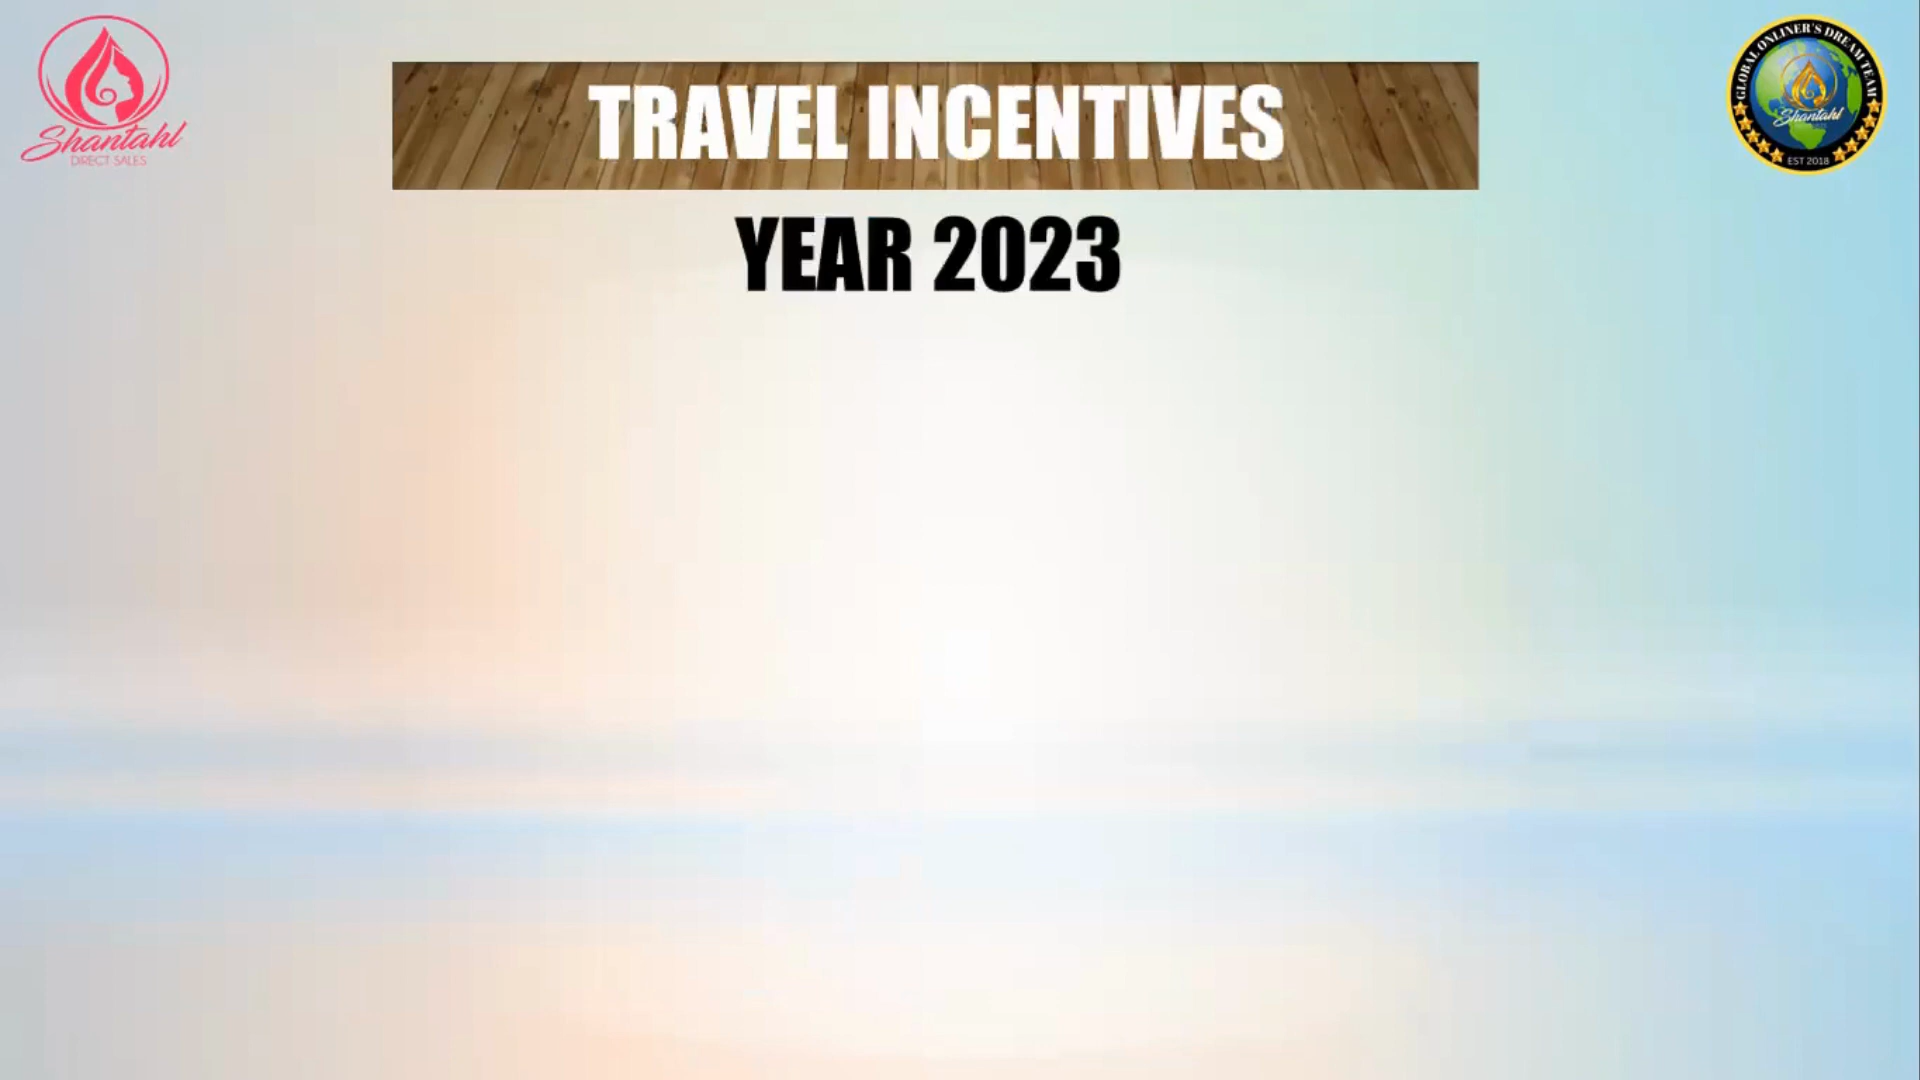 Shantahl
DIRECT SALES
TRAVEL INCENTIVES
YEAR 2023
GLOBAL ONLINER'S DREAM TEAM
Shantahl
EST 2018